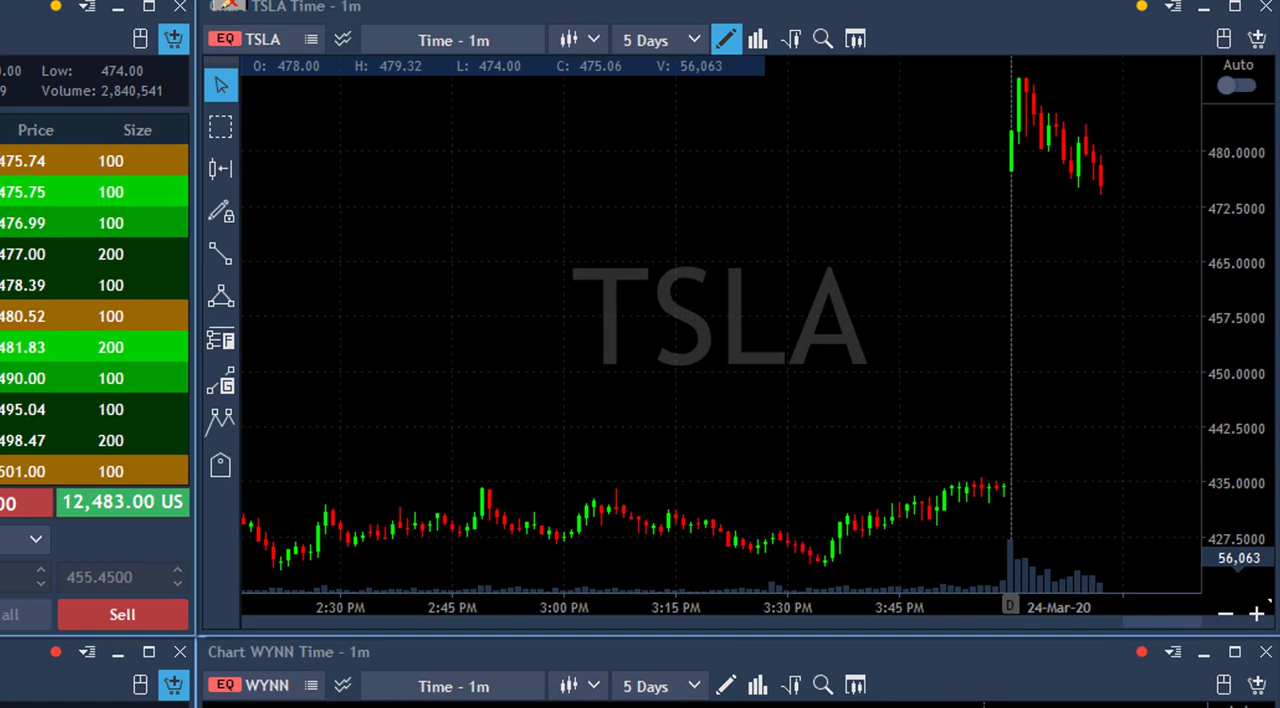 Time - 1m
EQ TSLA Time - 1m 5 Days
O: 478.00 H: 479.32 L: 474.00 C: 475.06 V: 56,063
Auto
Low: 474.00
Volume: 2,840,541
Price Size
475.74 100
475.75 100
476.99 100
477.00 200
478.39 100
480.52 100
481.83 200
490.00 100
495.04 100
498.47 200
501.00 100
12,483.00 US
455.4500
Sell
F
G
TSLA
480.0000
472.5000
465.0000
457.5000
450.0000
442.5000
435.0000
427.5000
56,063
2:30 PM 2:45 PM 3:00 PM 3:15 PM 3:30 PM 3:45 PM D 24-Mar-20
Chart WYNN Time - 1m
EQ WYNN Time - 1m 5 Days